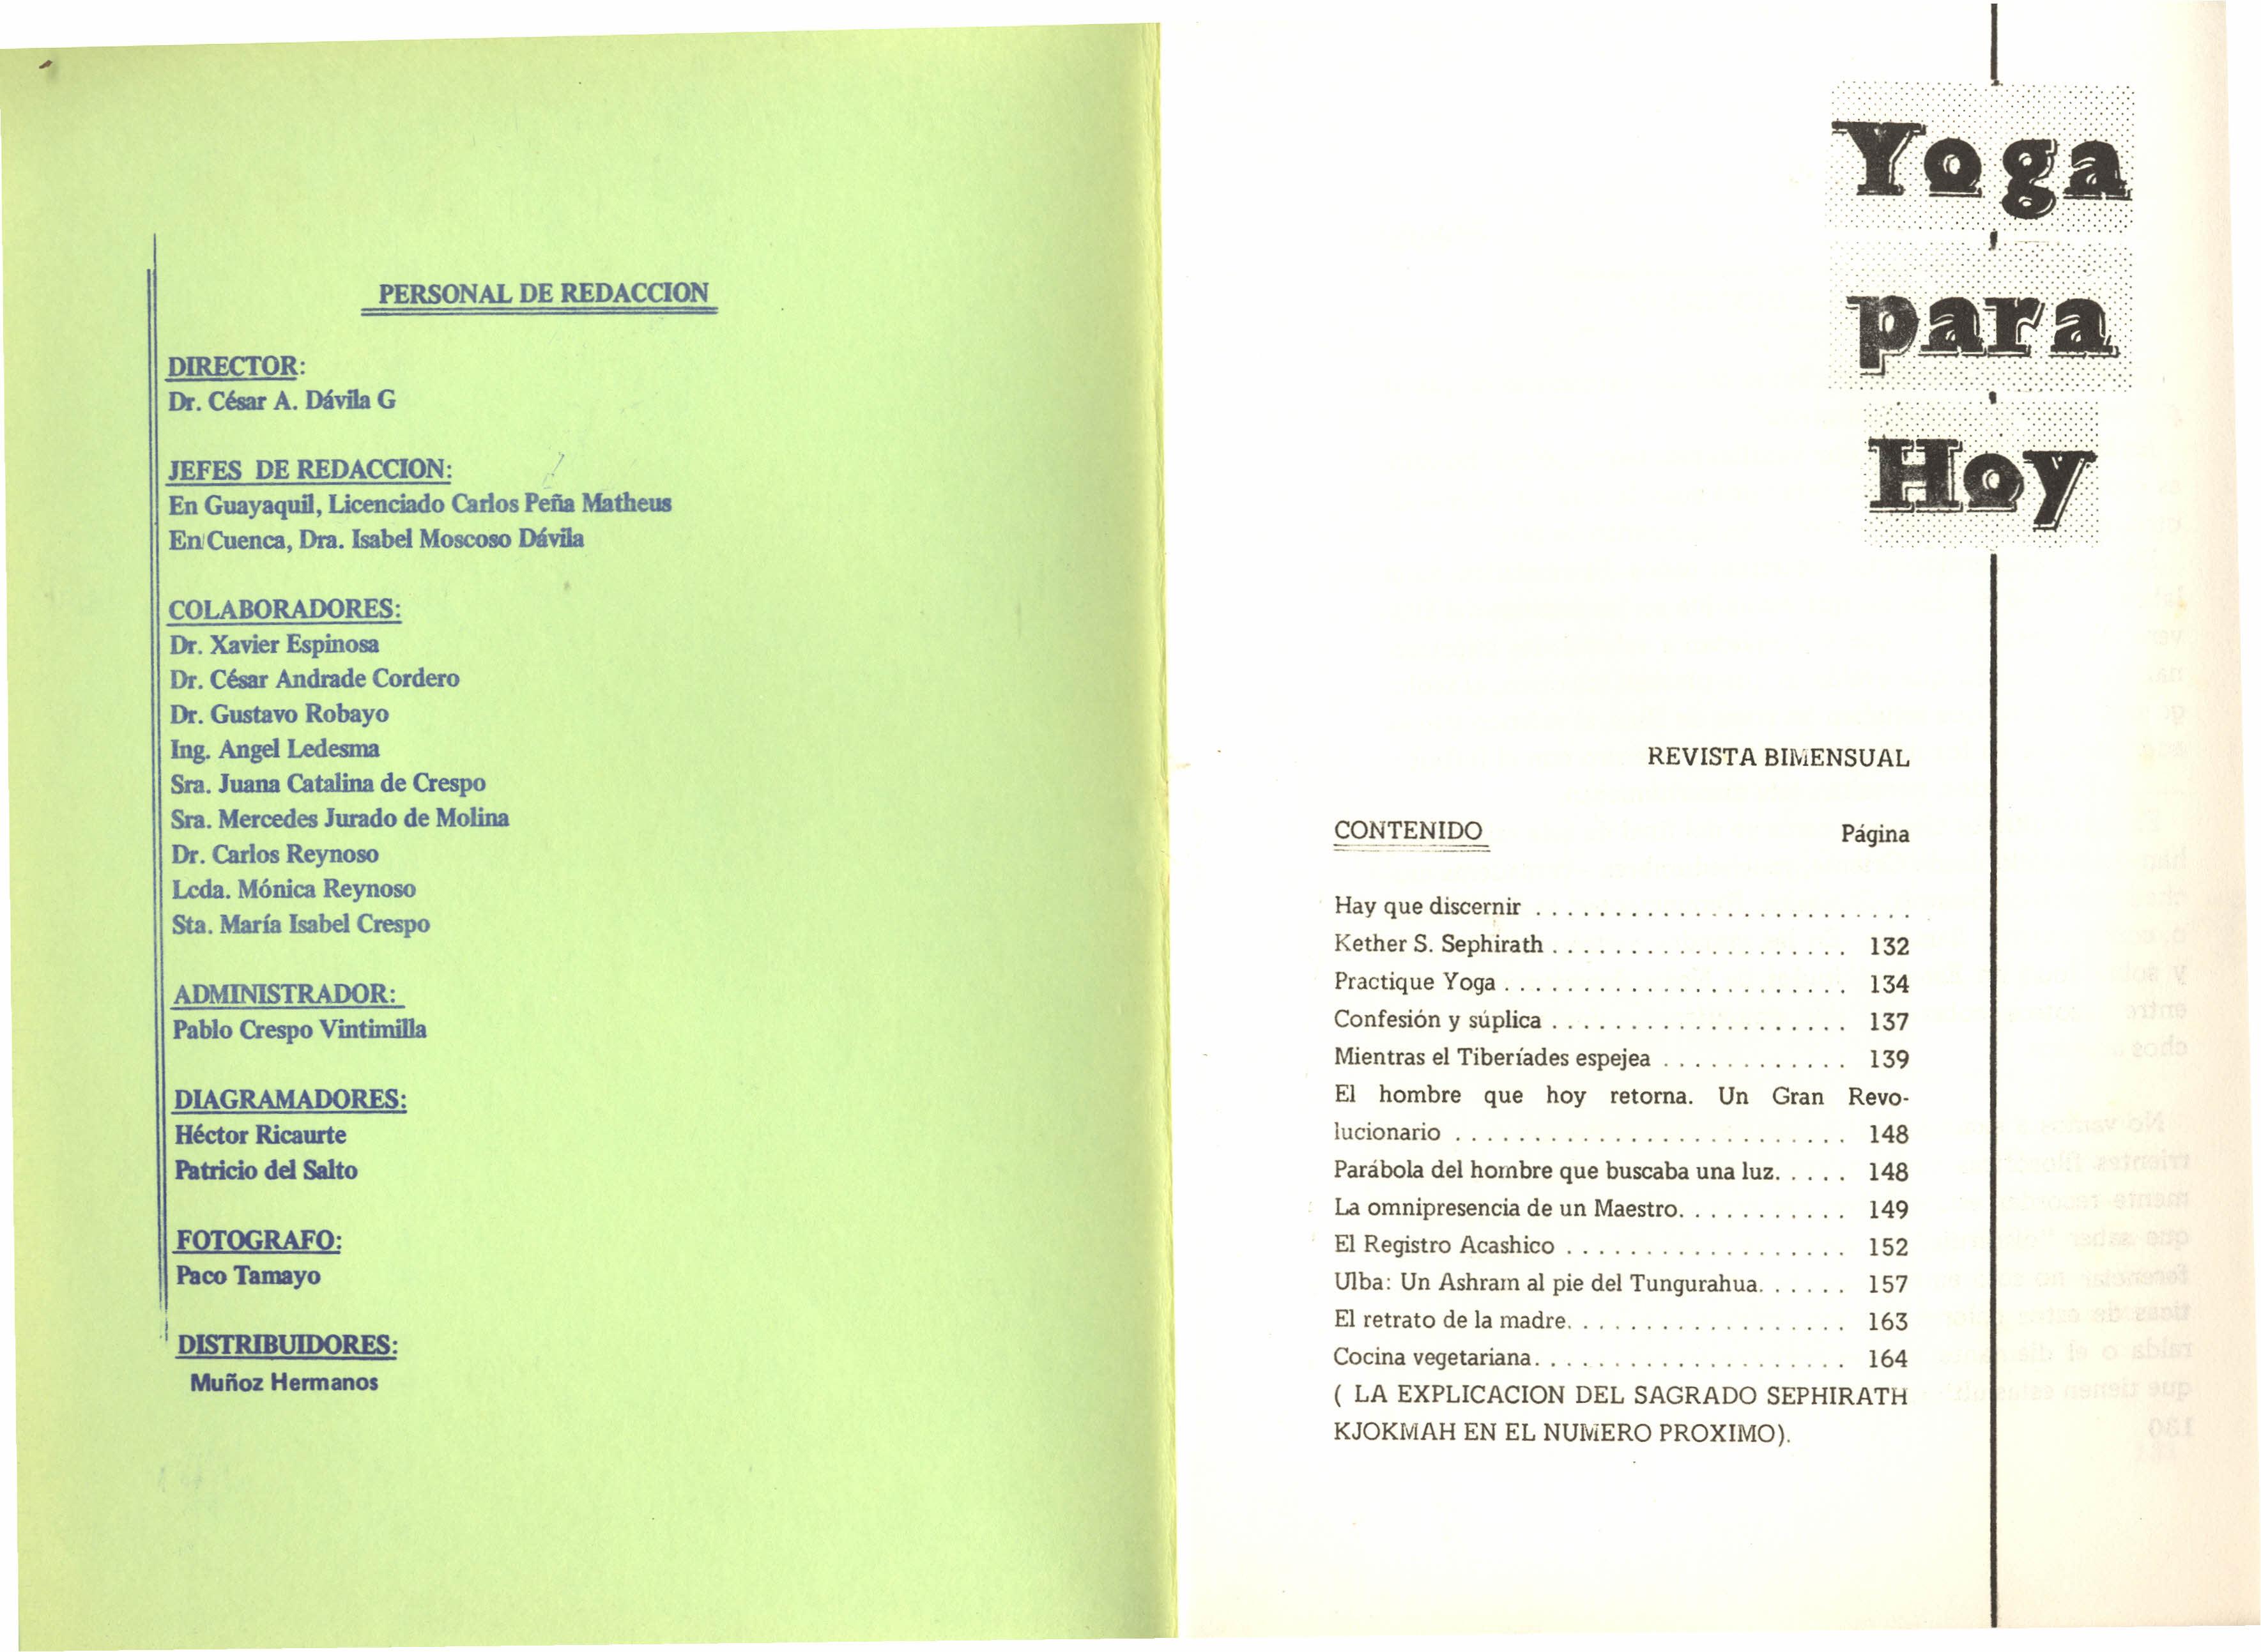 PERSONAL DE REDACCION
DIRECTOR:
Dr. César A. Dávila G
JEFES DE REDACCION:
En Guayaquil, Licenciado Carlos Peña Matheus
En Cuenca, Dra. Isabel Moscoso Dávila
COLABORADORES:
Dr. Xavier Espinosa
Dr. César Andrade Cordero
Dr. Gustavo Robayo
Ing. Angel Ledesma
Sra. Juana Catalina de Crespo
Sra. Mercedes Jurado de Molina
Dr. Carlos Reynoso
Lcda. Mónica Reynoso
Sta. María Isabel Crespo
ADMINISTRADOR:
Pablo Crespo Vintimilla
DIAGRAMADORES:
Héctor Ricaurte
Patricio del Salto
FOTOGRAFO:
Paco Tamayo
DISTRIBUIDORES:
Muñoz Hermanos
Yoga
para
Hoy
REVISTA BIMENSUAL
CONTENIDO Página
Hay que discernir . . . . . . . . . . . . . . . . . . . . . . . .
Kether S. Sephirath . . . . . . . . . . . . . . . . . . . 132
Practique Yoga . . . . . . . . . . . . . . . . . . . . . . 134
Confesión y súplica . . . . . . . . . . . . . . . . . . . 137
Mientras el Tiberíades espejea . . . . . . . . . . . . 139
El hombre que hoy retorna. Un Gran Revo-
lucionario . . . . . . . . . . . . . . . . . . . . . . . . . 148
Parábola del hombre que buscaba una luz. . . . . 148
La omnipresencia de un Maestro. . . . . . . . . . . 149
El Registro Acashico . . . . . . . . . . . . . . . . . . 152
Ulba: Un Ashram al pie del Tungurahua. . . . . . 157
El retrato de la madre. . . . . . . . . . . . . . . . . . 163
Cocina vegetariana. . . . . . . . . . . . . . . . . . . . 164
( LA EXPLICACION DEL SAGRADO SEPHIRATH
KJOKMAH EN EL NUMERO PROXIMO).